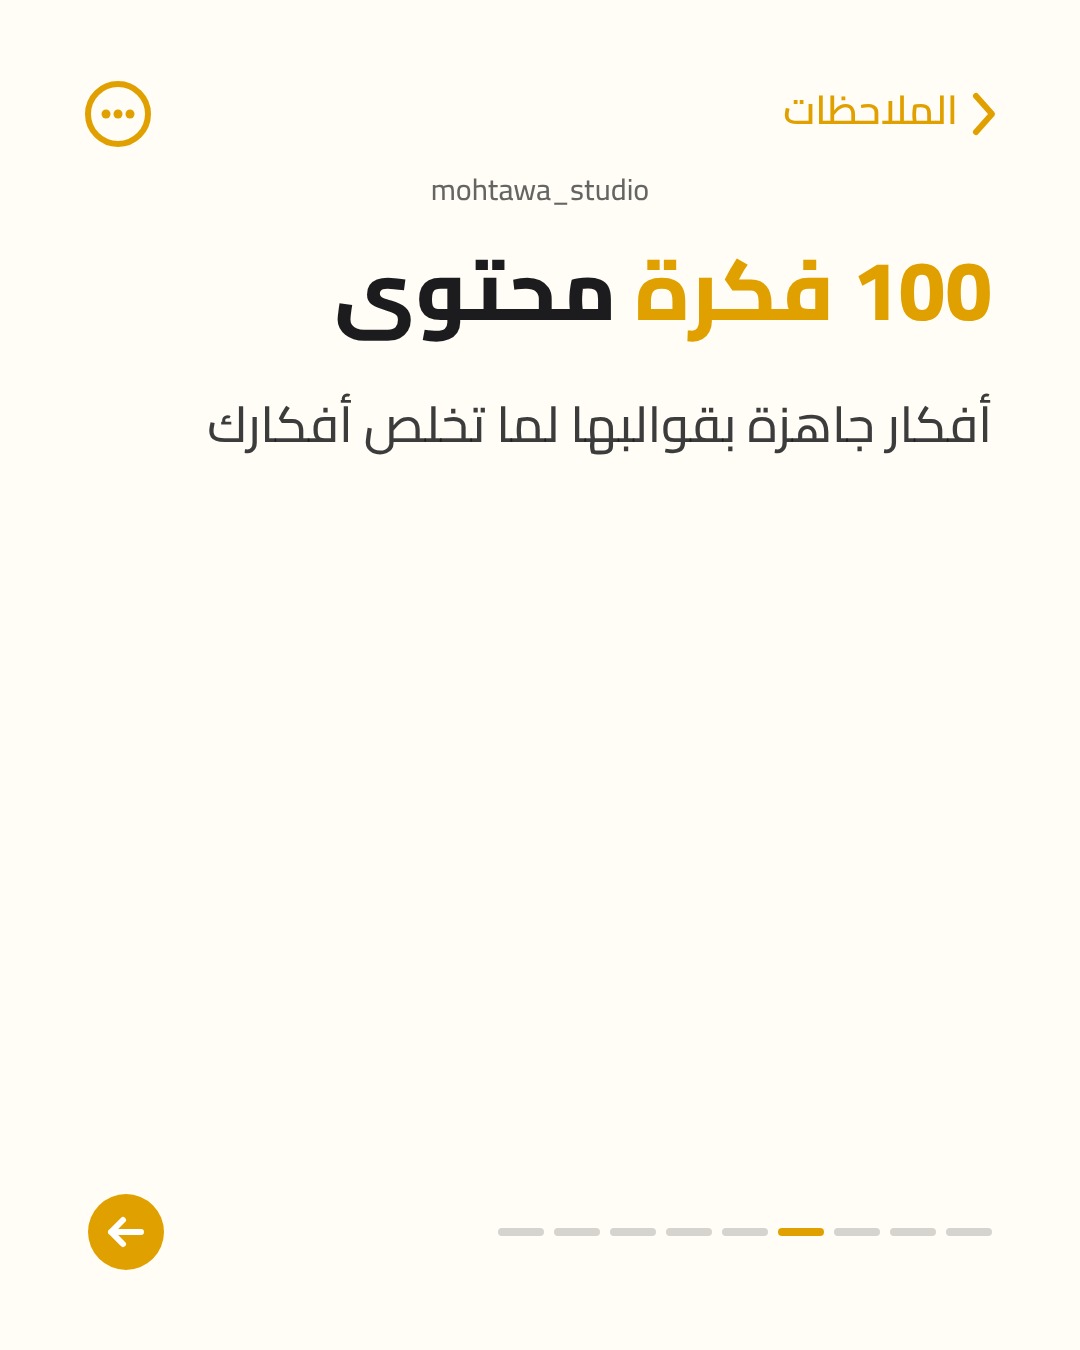 الملاحظات
mohtawa_studio
100 فكرة محتوى
أفكار جاهزة بقوالبها لما تخلص أفكارك